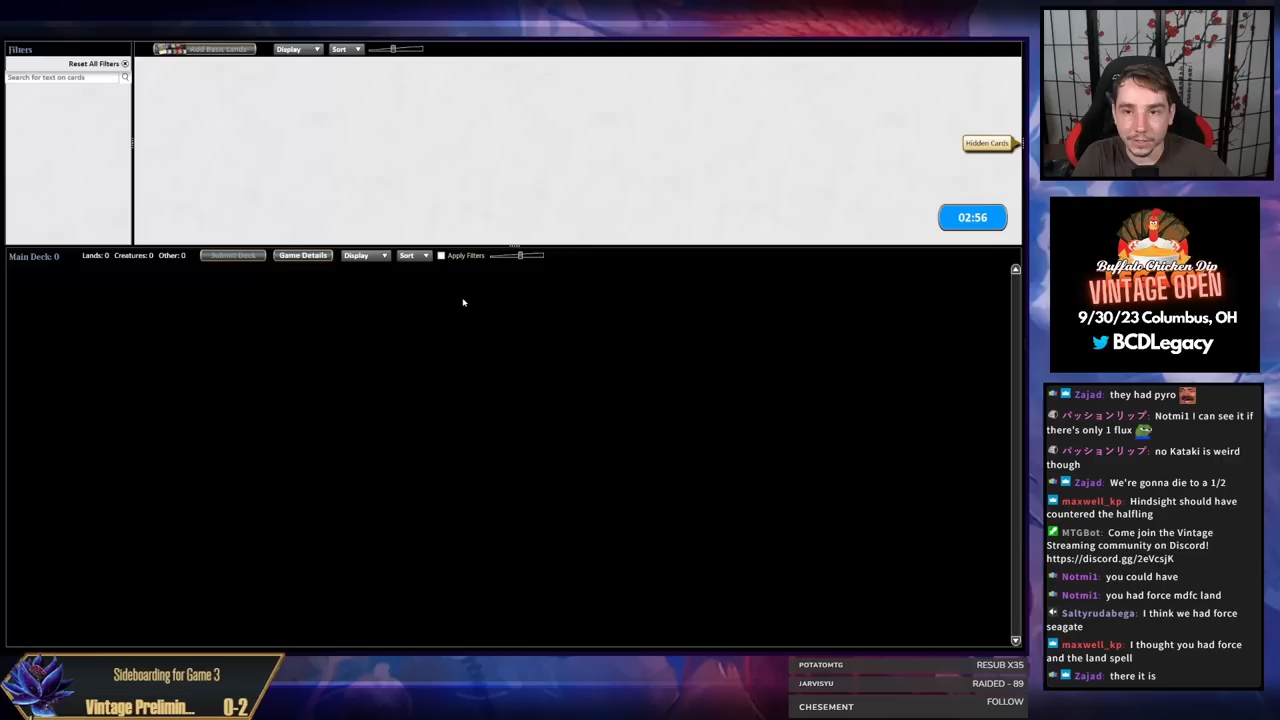 Filters
Add Basic Lands
Display
Sort
Reset All Filters
Search for text on cards
Hidden Cards
02:56
Main Deck: 0
Lands: 0 Creatures: 0 Other: 0
Submit Deck
Game Details
Display
Sort
Apply Filters
Buffalo Chicken Dip
LEGACY
VINTAGE OPEN
9/30/23 Columbus, OH
BCDLegacy
Zajad: they had pyro
パッションリップ: Notmi1 I can see it if
there's only 1 flux
パッションリップ: no Kataki is weird
though
Zajad: We're gonna die to a 1/2
maxwell_kp: Hindsight should have
countered the halfling
MTGBot: Come join the Vintage
Streaming community on Discord!
https://discord.gg/2eVcsjK
Notmi1: you could have
Notmi1: you had force mdfc land
Saltyrudabega: I think we had force
seagate
maxwell_kp: I thought you had force
and the land spell
Zajad: there it is
Sideboarding for Game 3
Vintage Prelimin... 0-2
POTATOMTG RESUB X35
JARVISYU RAIDED - 89
CHESEMENT FOLLOW